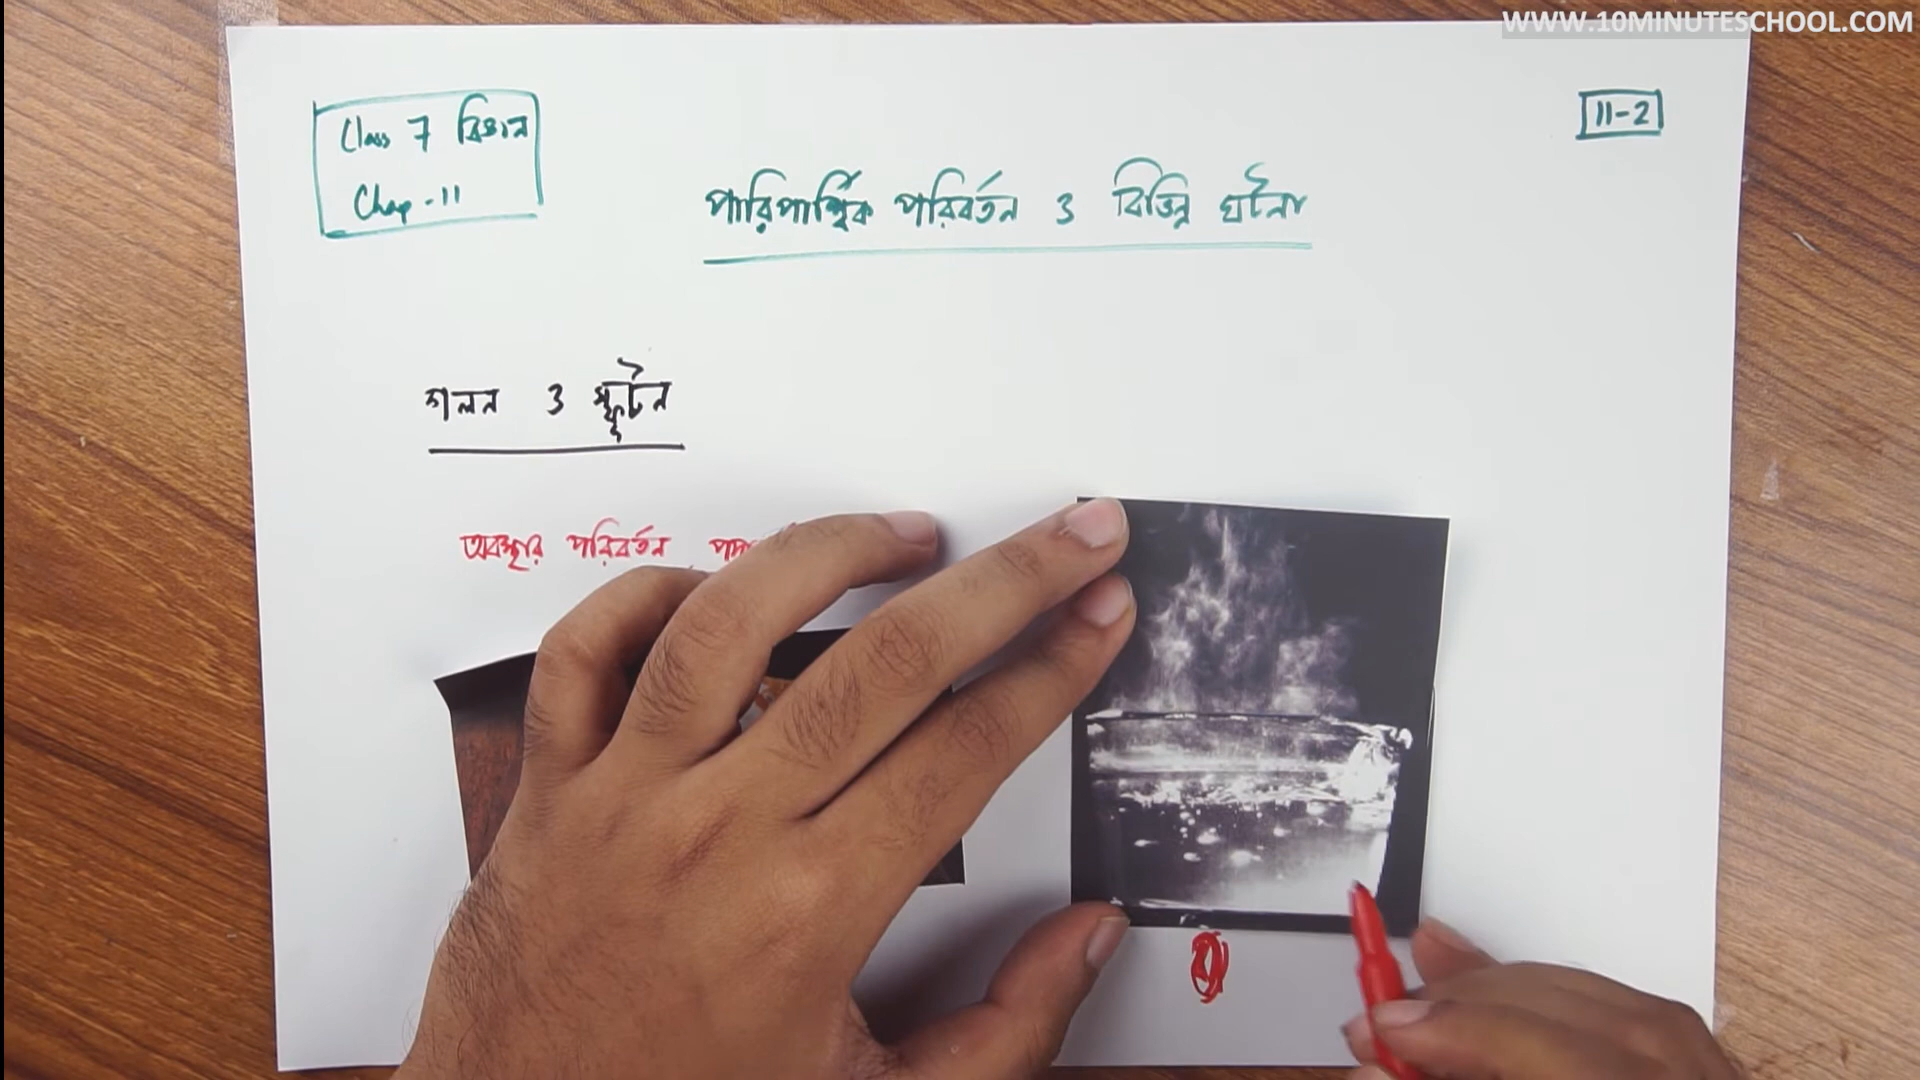 WWW.10MINUTESCHOOL.COM
Class 7 বিজ্ঞান
Chap - 11
11-2
পারিপার্শ্বিক পরিবর্তন ও বিভিন্ন ঘটনা
গলন ও স্ফূটন
অবস্থার পরিবর্তন